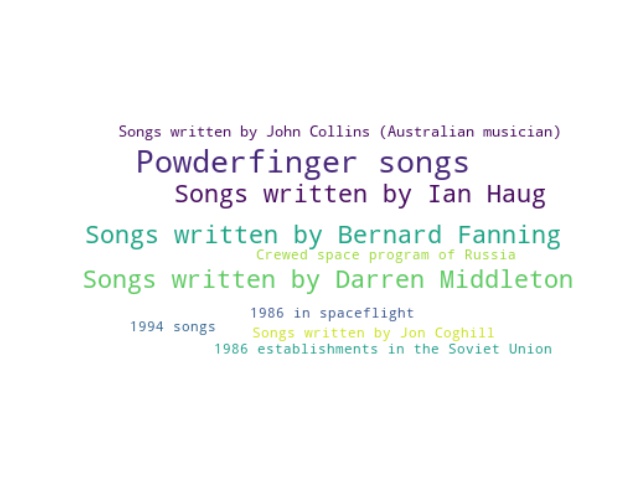 Songs written by John Collins (Australian musician)
Powderfinger songs
Songs written by Ian Haug
Songs written by Bernard Fanning
Crewed space program of Russia
Songs written by Darren Middleton
1986 in spaceflight
1994 songs
Songs written by Jon Coghill
1986 establishments in the Soviet Union